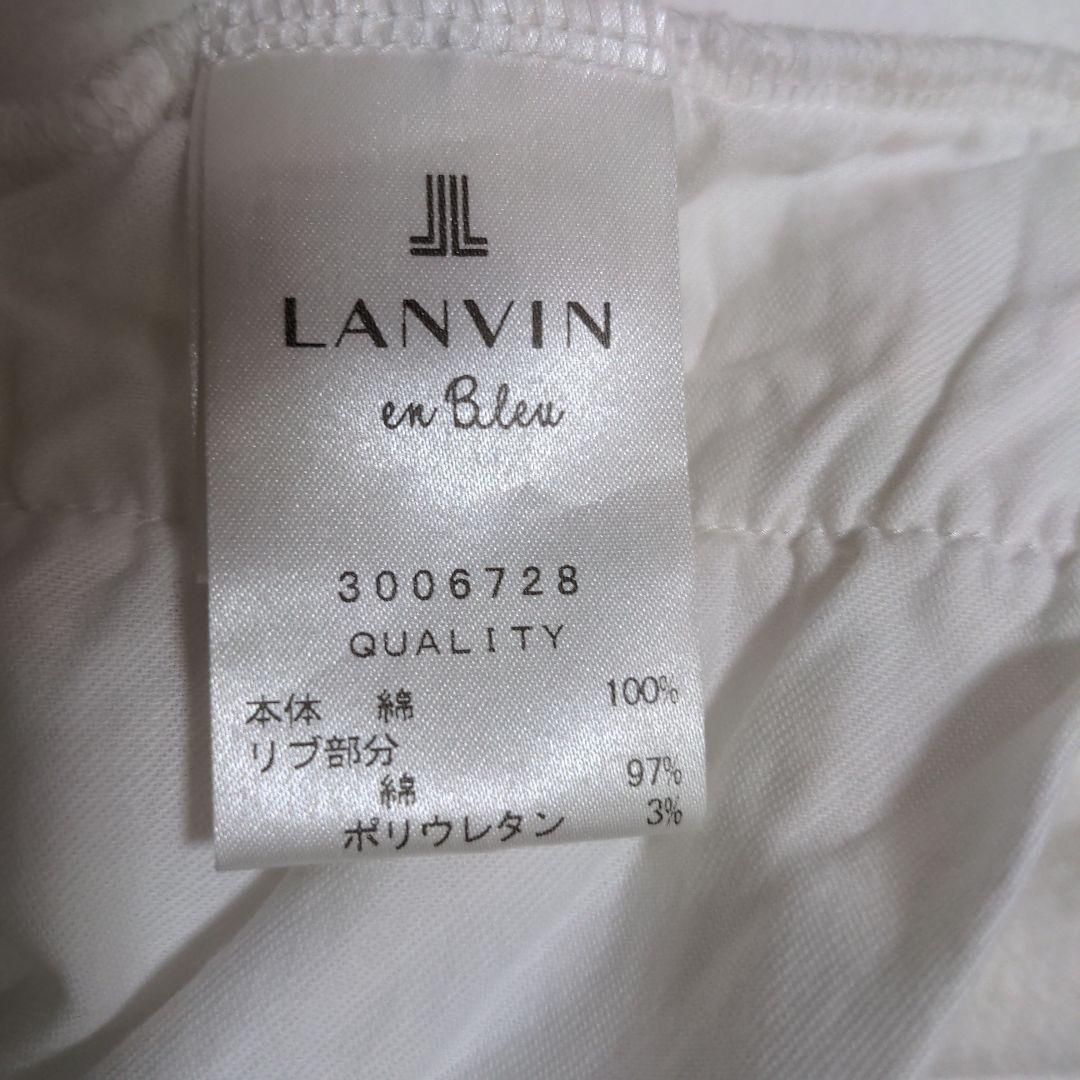 LANVIN
en Bleu
3006728
QUALITY
本体 綿 100%
リブ部分
綿 97%
ポリウレタン 3%